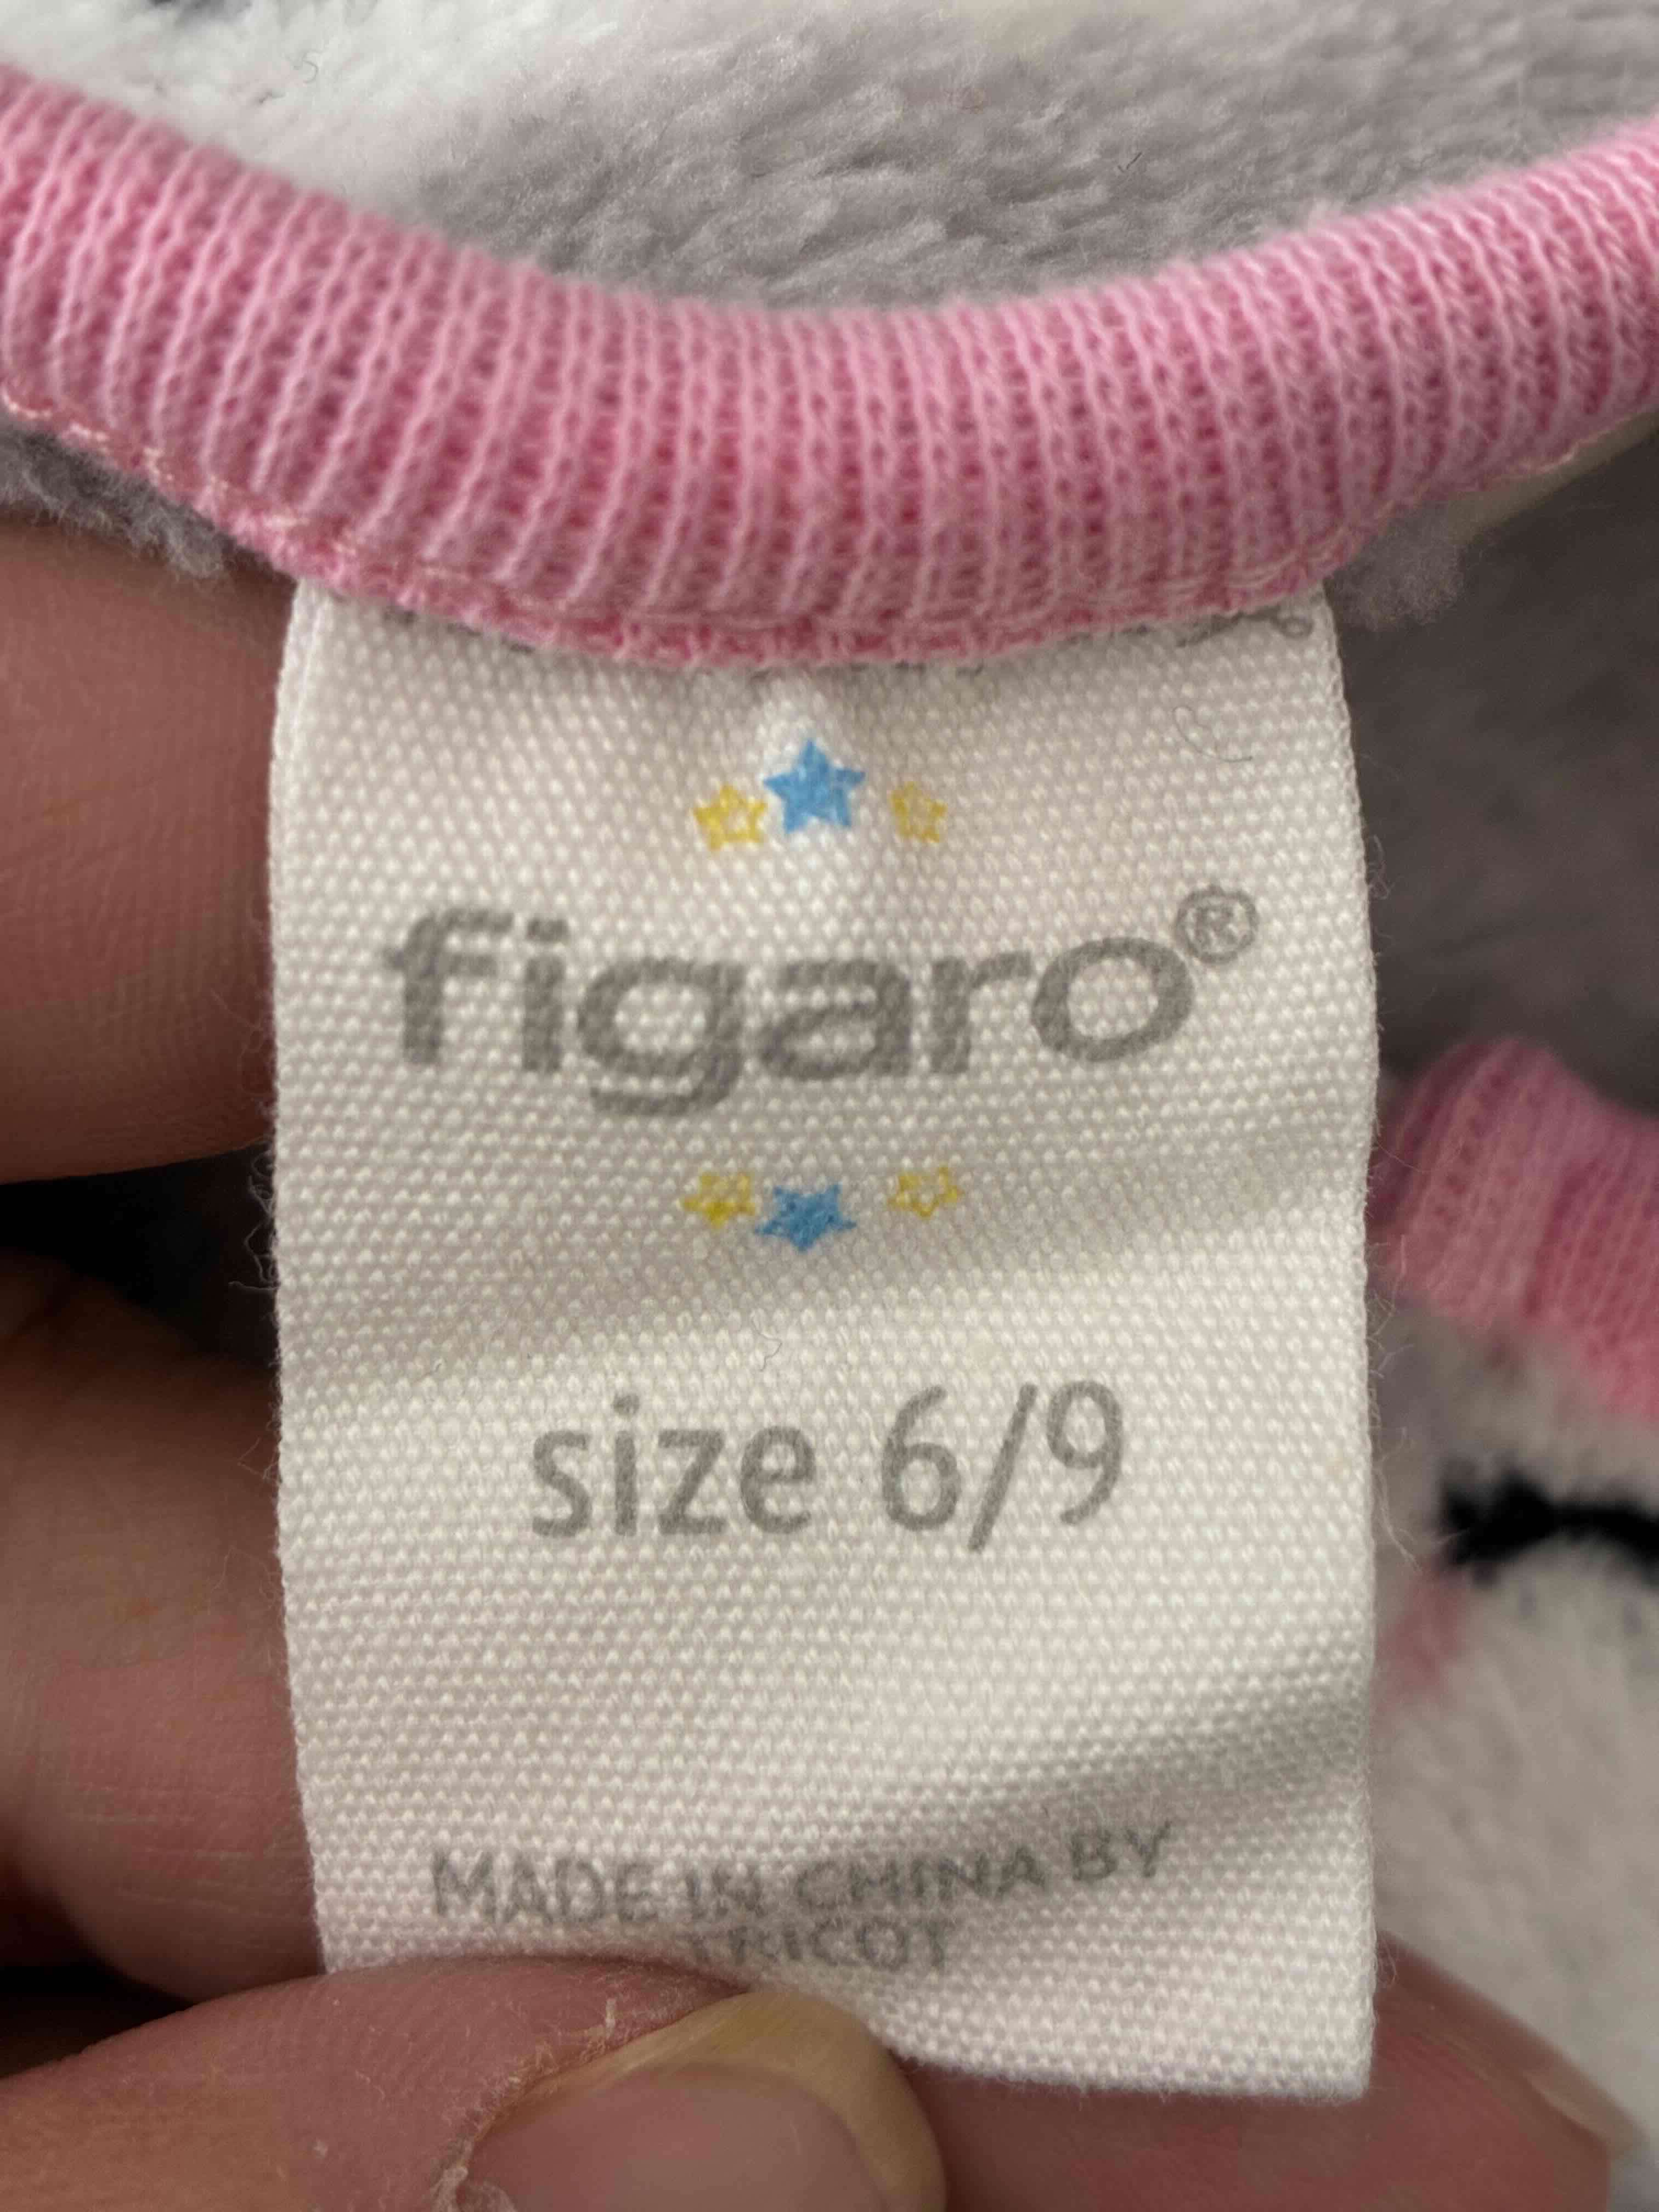 figaro®
size 6/9
MADE IN CHINA BY
TRICOT